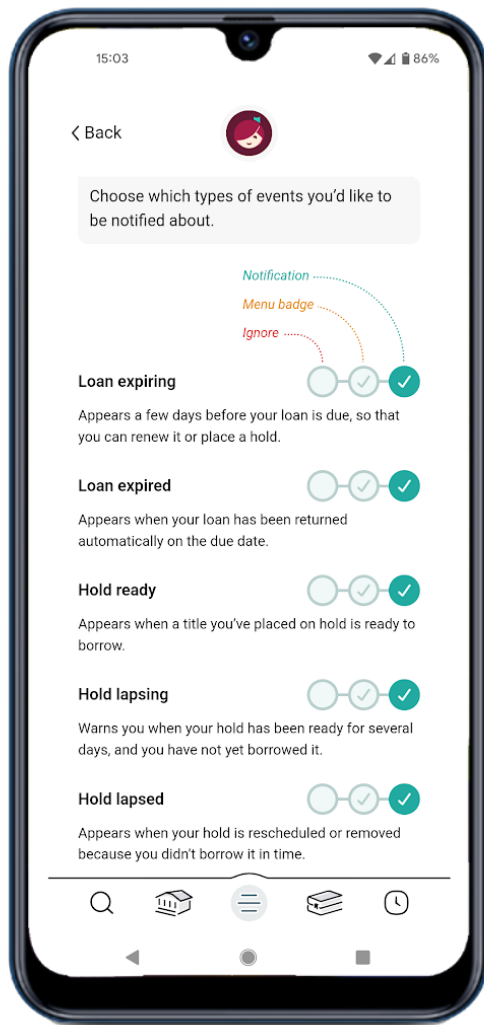 15:03
86%
Back
Choose which types of events you’d like to
be notified about.
Notification
Menu badge
Ignore
Loan expiring
Appears a few days before your loan is due, so that
you can renew it or place a hold.
Loan expired
Appears when your loan has been returned
automatically on the due date.
Hold ready
Appears when a title you’ve placed on hold is ready to
borrow.
Hold lapsing
Warns you when your hold has been ready for several
days, and you have not yet borrowed it.
Hold lapsed
Appears when your hold is rescheduled or removed
because you didn’t borrow it in time.